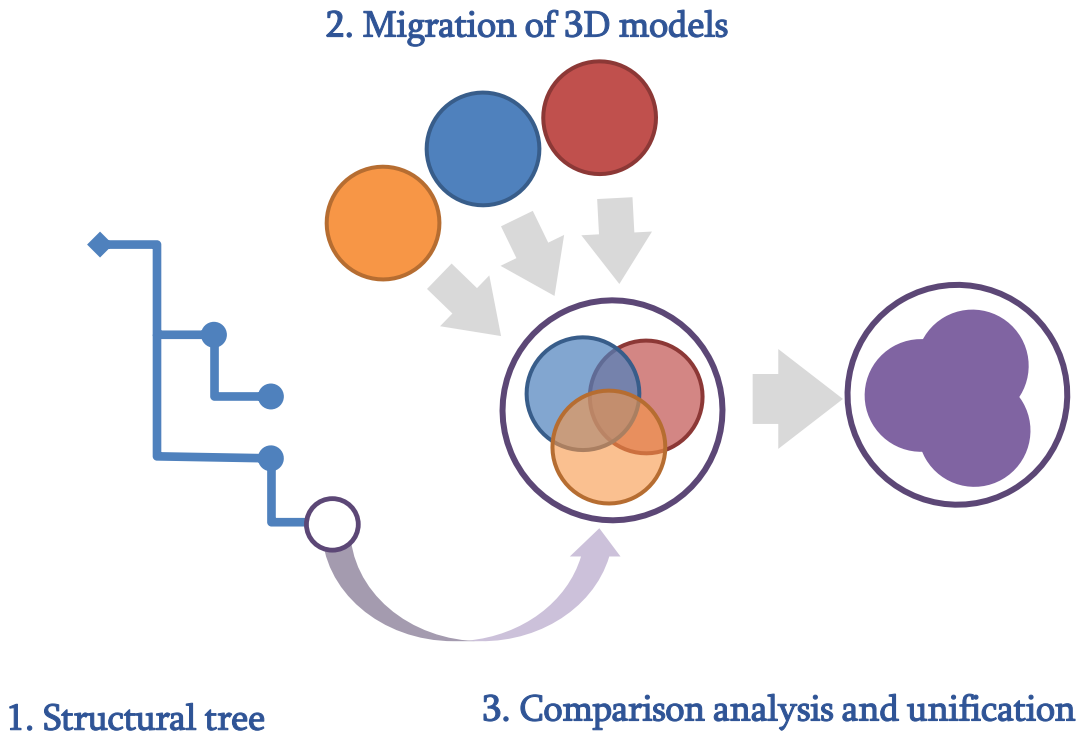 2. Migration of 3D models
1. Structural tree
3. Comparison analysis and unification